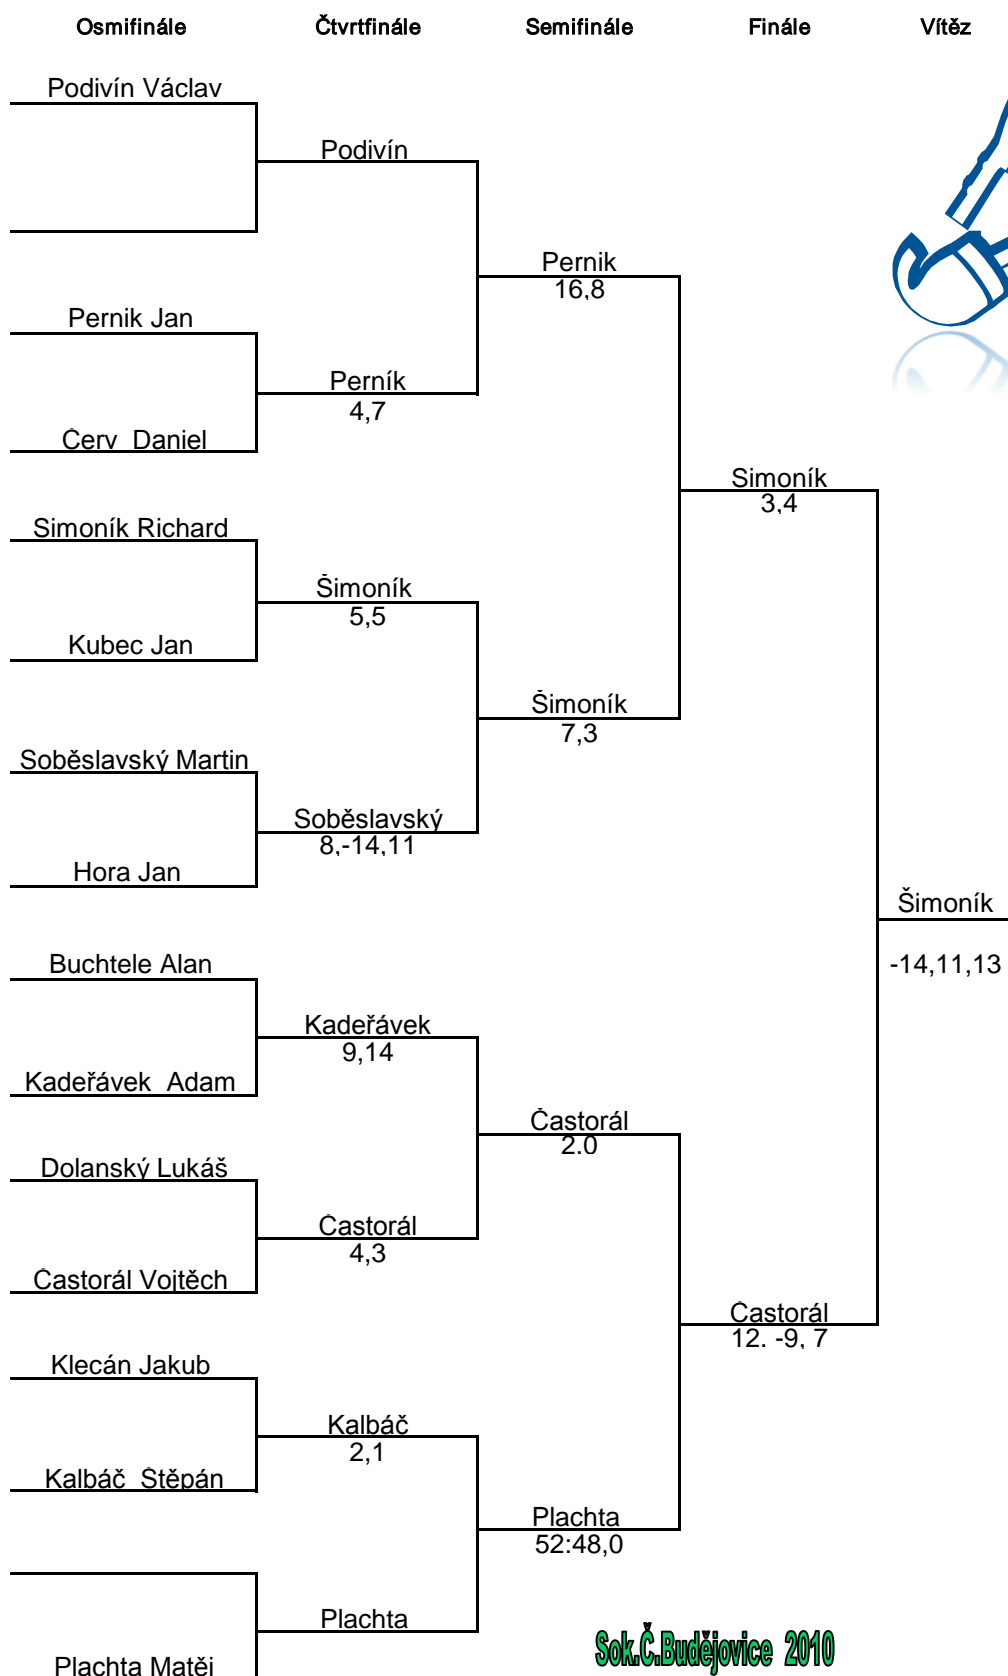 Osmifinále Čtvrtfinále Semifinále Finále Vítěz
Podivín Václav
Podivín
Pernik
16,8
Pernik Jan
Perník
4,7
Červ Daniel
Šimoník
3,4
Šimoník Richard
Šimoník
5,5
Kubec Jan
Šimoník
7,3
Soběslavský Martin
Soběslavský
8,-14,11
Hora Jan
Šimoník
-14,11,13
Buchtele Alan
Kadeřávek
9,14
Kadeřávek Adam
Častorál
2.0
Dolanský Lukáš
Častorál
4,3
Častorál Vojtěch
Častorál
12. -9, 7
Klecán Jakub
Kalbáč
2,1
Kalbáč Štěpán
Plachta
52:48,0
Plachta
Plachta Matěj
Sok.Č.Budějovice 2010